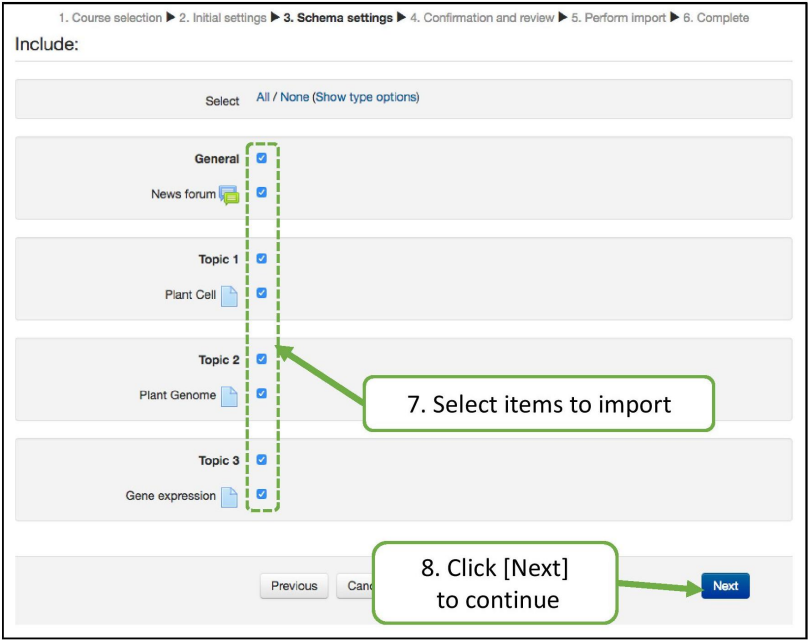 1. Course selection ▶ 2. Initial settings ▶ 3. Schema settings ▶ 4. Confirmation and review ▶ 5. Perform import ▶ 6. Complete
Include:
Select All / None (Show type options)
General
News forum
Topic 1
Plant Cell
Topic 2
Plant Genome
7. Select items to import
Topic 3
Gene expression
8. Click [Next]
to continue
Previous
Next